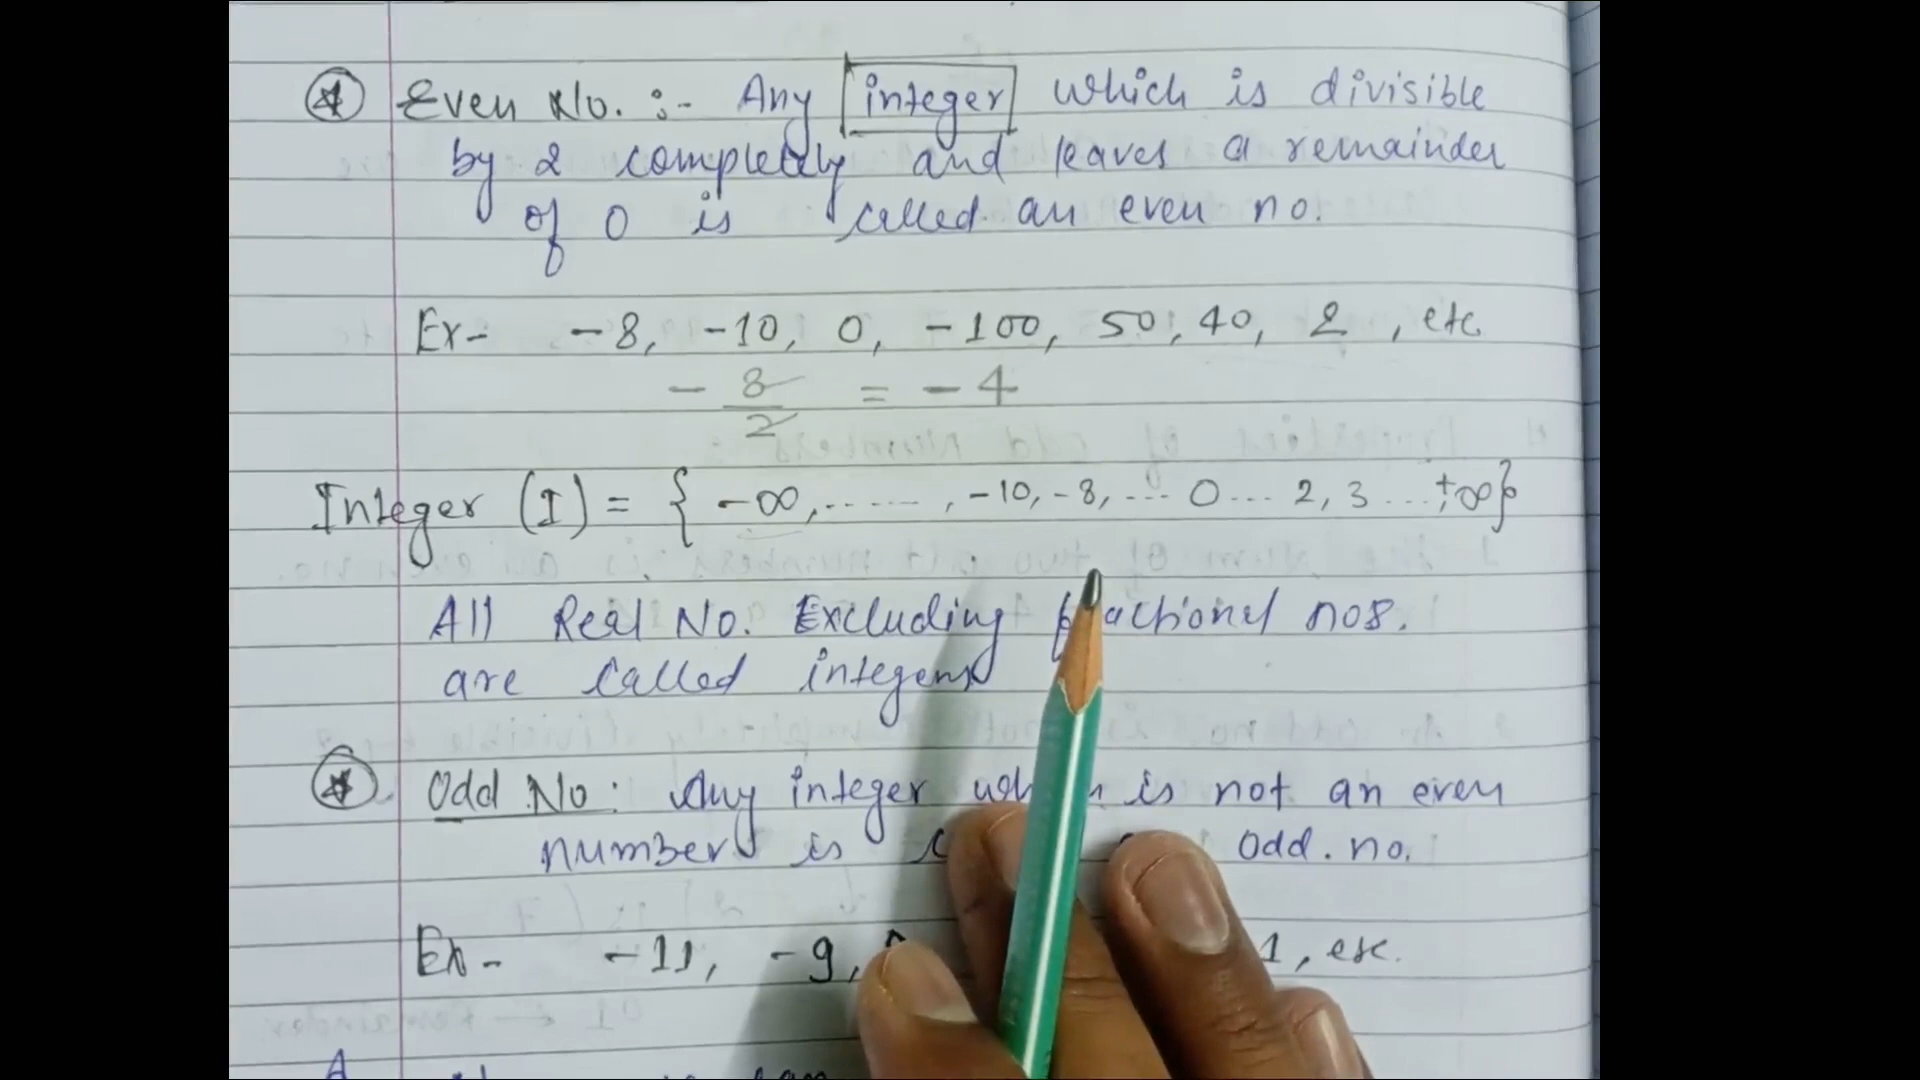 Even No. :- Any integer which is divisible
by 2 completely and leaves a remainder
of 0 is called an even no.
Ex- -8, -10, 0, -100, 50, 40, 2, etc
- 8/2 = -4
Integer (I) = { -∞, ......, -10, -8, ... 0 ... 2, 3 ... , +∞}
All Real No. Excluding fractional nos.
are called integers
Odd No: Any integer which is not an even
number is odd. no.
Ex- -11, -9, 1, etc.